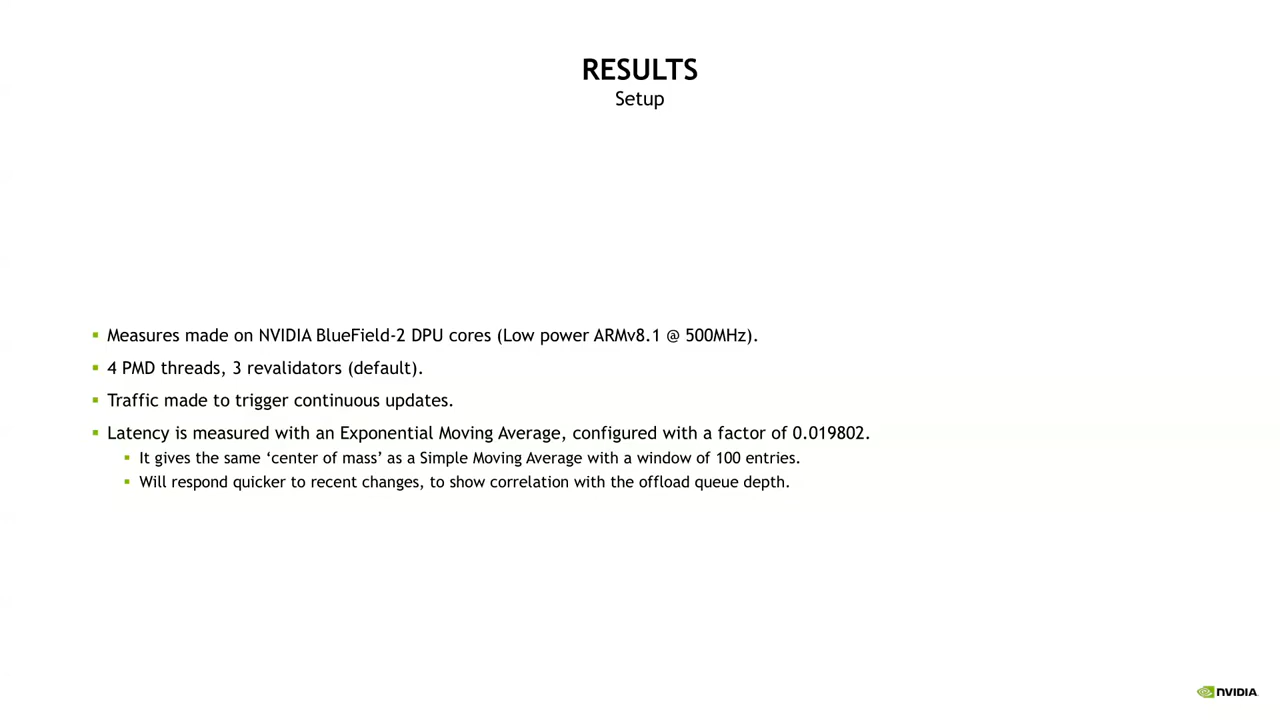 RESULTS
Setup
▪ Measures made on NVIDIA BlueField-2 DPU cores (Low power ARMv8.1 @ 500MHz).
▪ 4 PMD threads, 3 revalidators (default).
▪ Traffic made to trigger continuous updates.
▪ Latency is measured with an Exponential Moving Average, configured with a factor of 0.019802.
▪ It gives the same ‘center of mass’ as a Simple Moving Average with a window of 100 entries.
▪ Will respond quicker to recent changes, to show correlation with the offload queue depth.
NVIDIA.